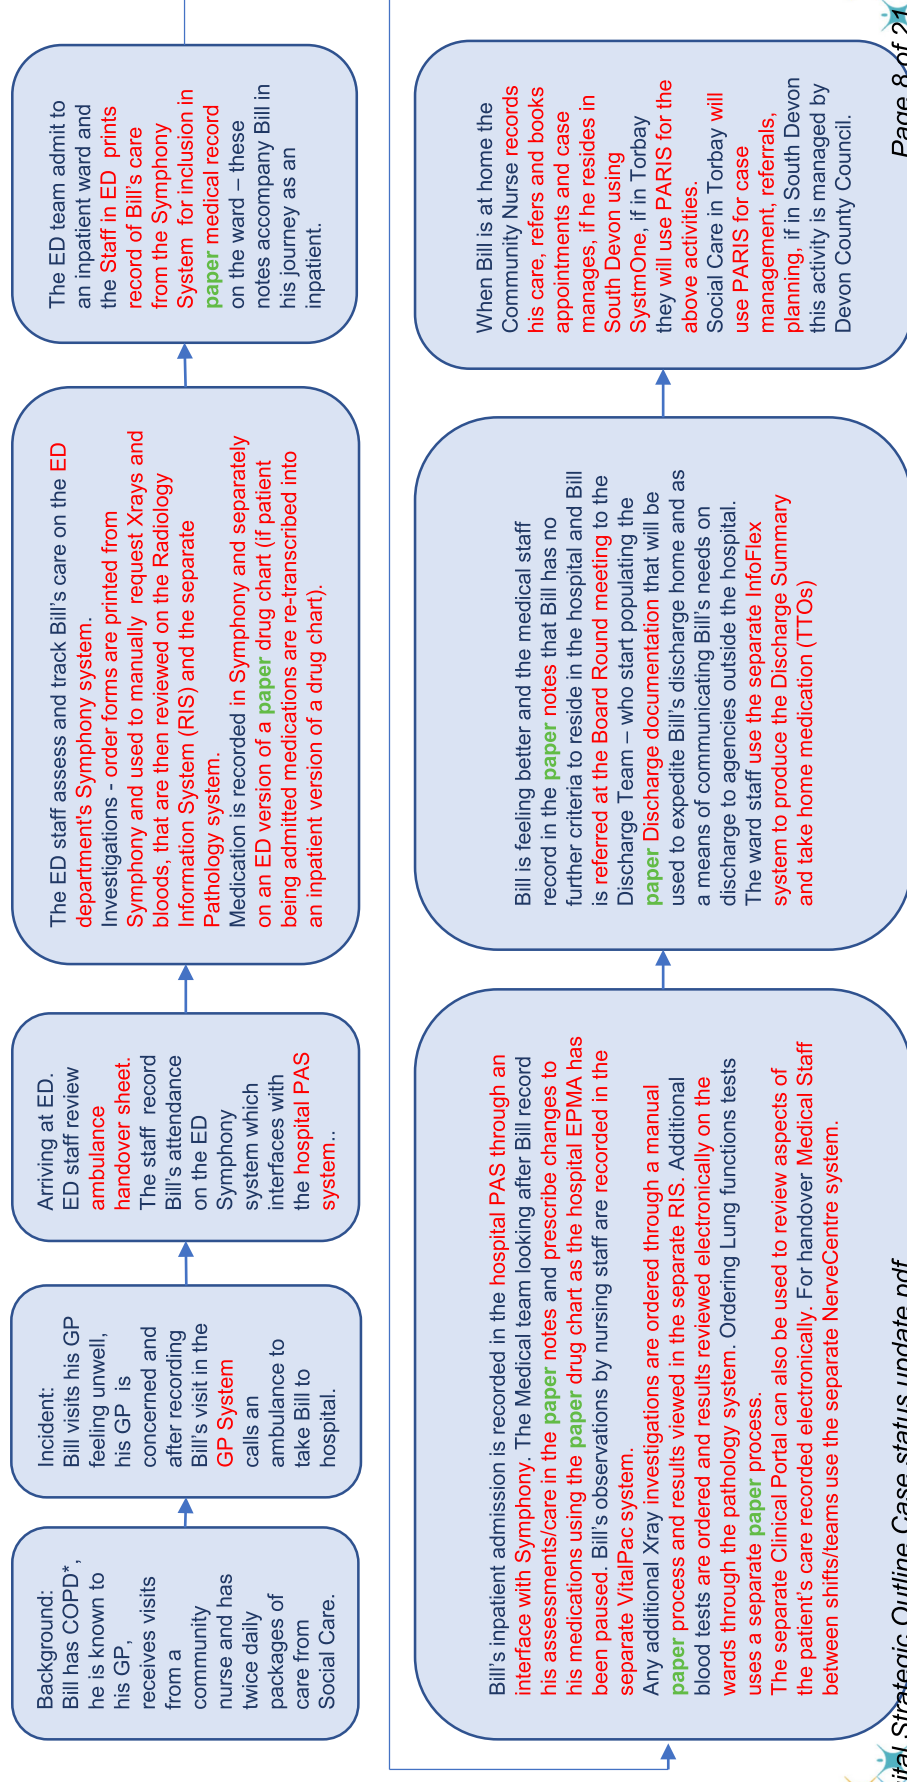 Background:
Bill has COPD*,
he is known to
his GP,
receives visits
from a
community
nurse and has
twice daily
packages of
care from
Social Care.
Incident:
Bill visits his GP
feeling unwell,
his GP is
concerned and
after recording
Bill's visit in the
GP System
calls an
ambulance to
take Bill to
hospital.
Arriving at ED.
ED staff review
ambulance
handover sheet.
The staff record
Bill's attendance
on the ED
Symphony
system which
interfaces with
the hospital PAS
system..
The ED staff assess and track Bill's care on the ED
department's Symphony system.
Investigations - order forms are printed from
Symphony and used to manually request Xrays and
bloods, that are then reviewed on the Radiology
Information System (RIS) and the separate
Pathology system.
Medication is recorded in Symphony and separately
on an ED version of a paper drug chart (if patient
being admitted medications are re-transcribed into
an inpatient version of a drug chart).
The ED team admit to
an inpatient ward and
the Staff in ED prints
record of Bill's care
from the Symphony
System for inclusion in
paper medical record
on the ward – these
notes accompany Bill in
his journey as an
inpatient.
Bill's inpatient admission is recorded in the hospital PAS through an
interface with Symphony. The Medical team looking after Bill record
his assessments/care in the paper notes and prescribe changes to
his medications using the paper drug chart as the hospital EPMA has
been paused. Bill's observations by nursing staff are recorded in the
separate VitalPac system.
Any additional Xray investigations are ordered through a manual
paper process and results viewed in the separate RIS. Additional
blood tests are ordered and results reviewed electronically on the
wards through the pathology system. Ordering Lung functions tests
uses a separate paper process.
The separate Clinical Portal can also be used to review aspects of
the patient's care recorded electronically. For handover Medical Staff
between shifts/teams use the separate NerveCentre system.
Bill is feeling better and the medical staff
record in the paper notes that Bill has no
further criteria to reside in the hospital and Bill
is referred at the Board Round meeting to the
Discharge Team – who start populating the
paper Discharge documentation that will be
used to expedite Bill's discharge home and as
a means of communicating Bill's needs on
discharge to agencies outside the hospital.
The ward staff use the separate InfoFlex
system to produce the Discharge Summary
and take home medication (TTOs)
When Bill is at home the
Community Nurse records
his care, refers and books
appointments and case
manages, if he resides in
South Devon using
SystmOne, if in Torbay
they will use PARIS for the
above activities.
Social Care in Torbay will
use PARIS for case
management, referrals,
planning, if in South Devon
this activity is managed by
Devon County Council.
ital Strategic Outline Case status update.pdf
Page 8 of 21